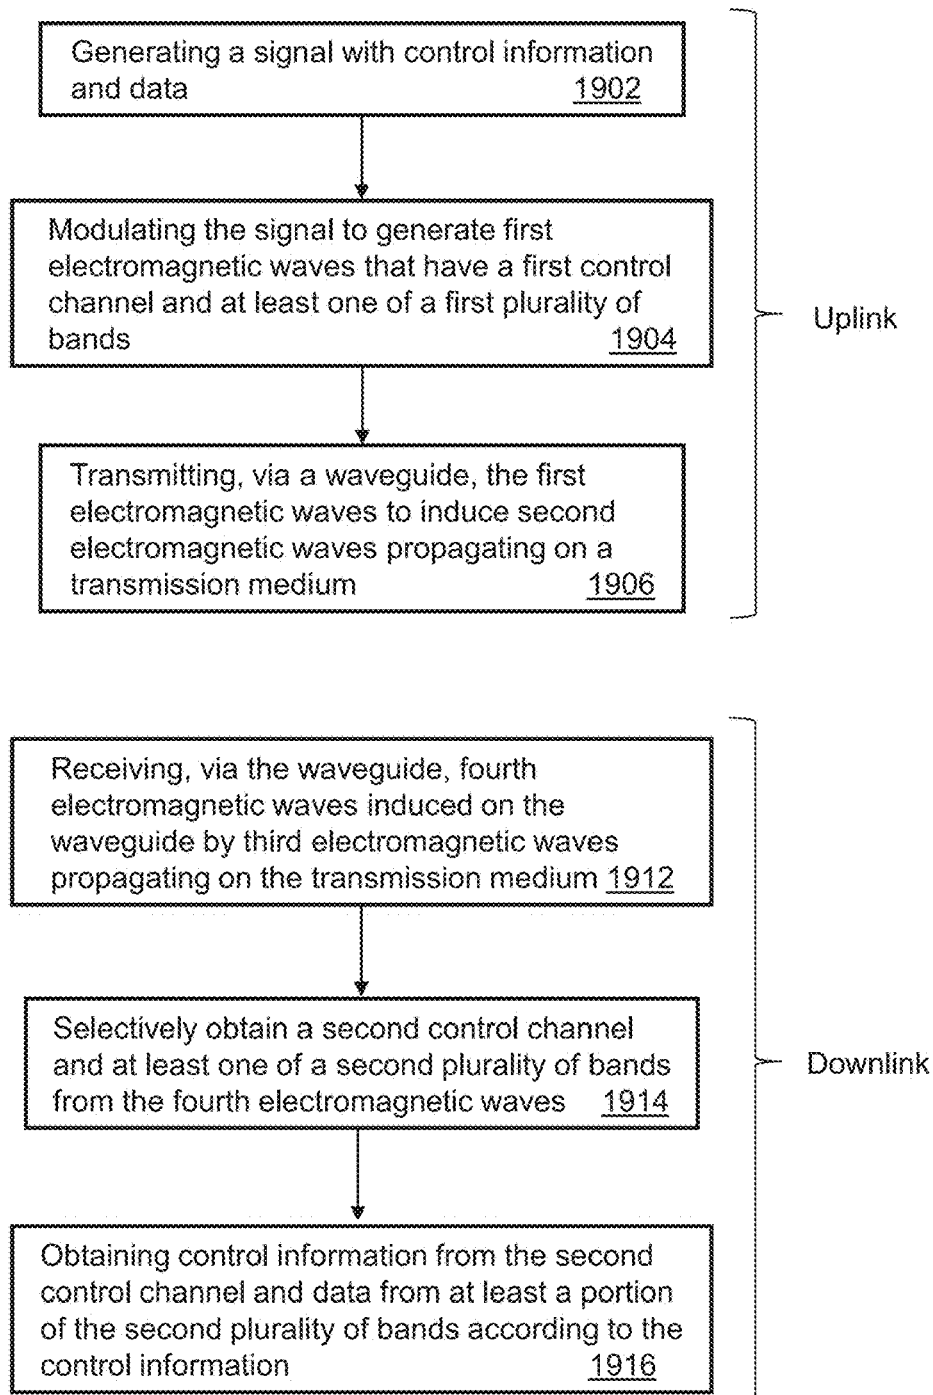 Generating a signal with control information
and data 1902
Modulating the signal to generate first
electromagnetic waves that have a first control
channel and at least one of a first plurality of
bands 1904
Uplink
Transmitting, via a waveguide, the first
electromagnetic waves to induce second
electromagnetic waves propagating on a
transmission medium 1906
Receiving, via the waveguide, fourth
electromagnetic waves induced on the
waveguide by third electromagnetic waves
propagating on the transmission medium 1912
Selectively obtain a second control channel
and at least one of a second plurality of bands
from the fourth electromagnetic waves 1914
Downlink
Obtaining control information from the second
control channel and data from at least a portion
of the second plurality of bands according to the
control information 1916